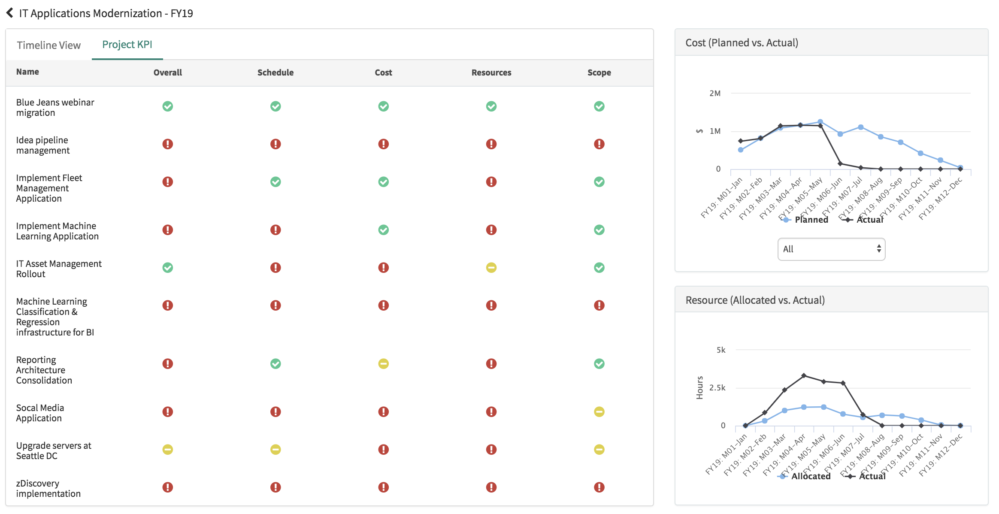 IT Applications Modernization - FY19
Timeline View
Project KPI
Name
Overall
Schedule
Cost
Resources
Scope
Blue Jeans webinar
migration
Idea pipeline
management
Implement Fleet
Management
Application
Implement Machine
Learning Application
IT Asset Management
Rollout
Machine Learning
Classification &
Regression
infrastructure for BI
Reporting
Architecture
Consolidation
Socal Media
Application
Upgrade servers at
Seattle DC
zDiscovery
implementation
Cost (Planned vs. Actual)
2M
$
1M
0
FY19: M01-Jan
FY19: M02-Feb
FY19: M03-Mar
FY19: M04-Apr
FY19: M05-May
FY19: M06-Jun
FY19: M07-Jul
FY19: M08-Aug
FY19: M09-Sep
FY19: M10-Oct
FY19: M11-Nov
FY19: M12-Dec
Planned
Actual
All
Resource (Allocated vs. Actual)
5k
Hours
2.5k
0
FY19: M01-Jan
FY19: M02-Feb
FY19: M03-Mar
FY19: M04-Apr
FY19: M05-May
FY19: M06-Jun
FY19: M07-Jul
FY19: M08-Aug
FY19: M09-Sep
FY19: M10-Oct
FY19: M11-Nov
FY19: M12-Dec
Allocated
Actual